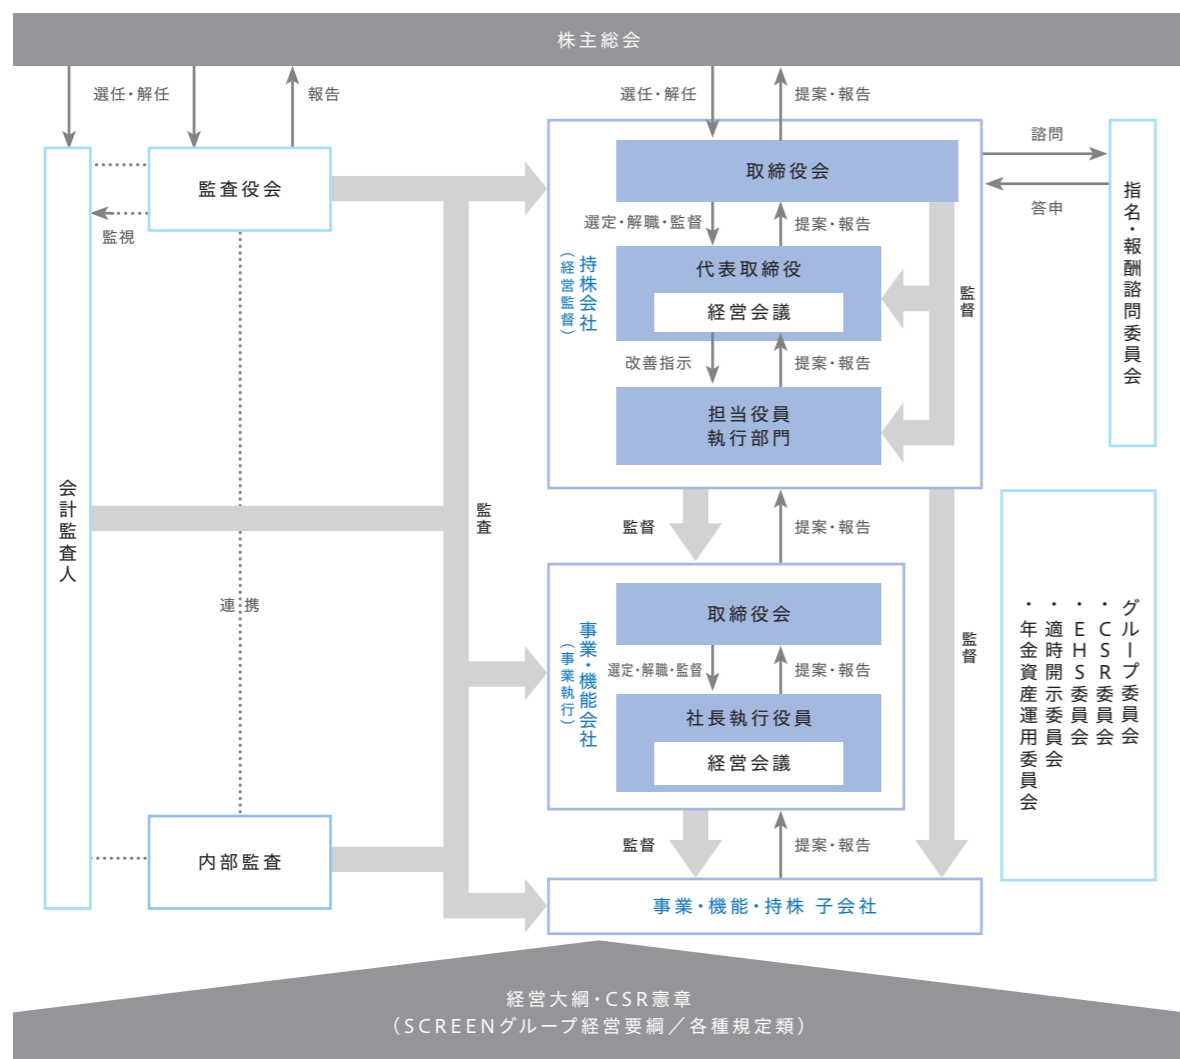 株主総会
選任・解任
報告
選任・解任
提案・報告
監査役会
監視
会計監査人
連携
内部監査
監査
取締役会
選定・解職・監督
提案・報告
持株会社
(経営監督)
代表取締役
経営会議
改善指示
提案・報告
担当役員
執行部門
監督
諮問
答申
指名・報酬諮問委員会
監督
提案・報告
取締役会
選定・解職・監督
提案・報告
事業・機能会社
(事業執行)
社長執行役員
経営会議
監督
グループ委員会
・CSR委員会
・EHS委員会
・適時開示委員会
・年金資産運用委員会
監督
提案・報告
事業・機能・持株 子会社
経営大綱・CSR憲章
(SCREENグループ経営要綱／各種規定類)